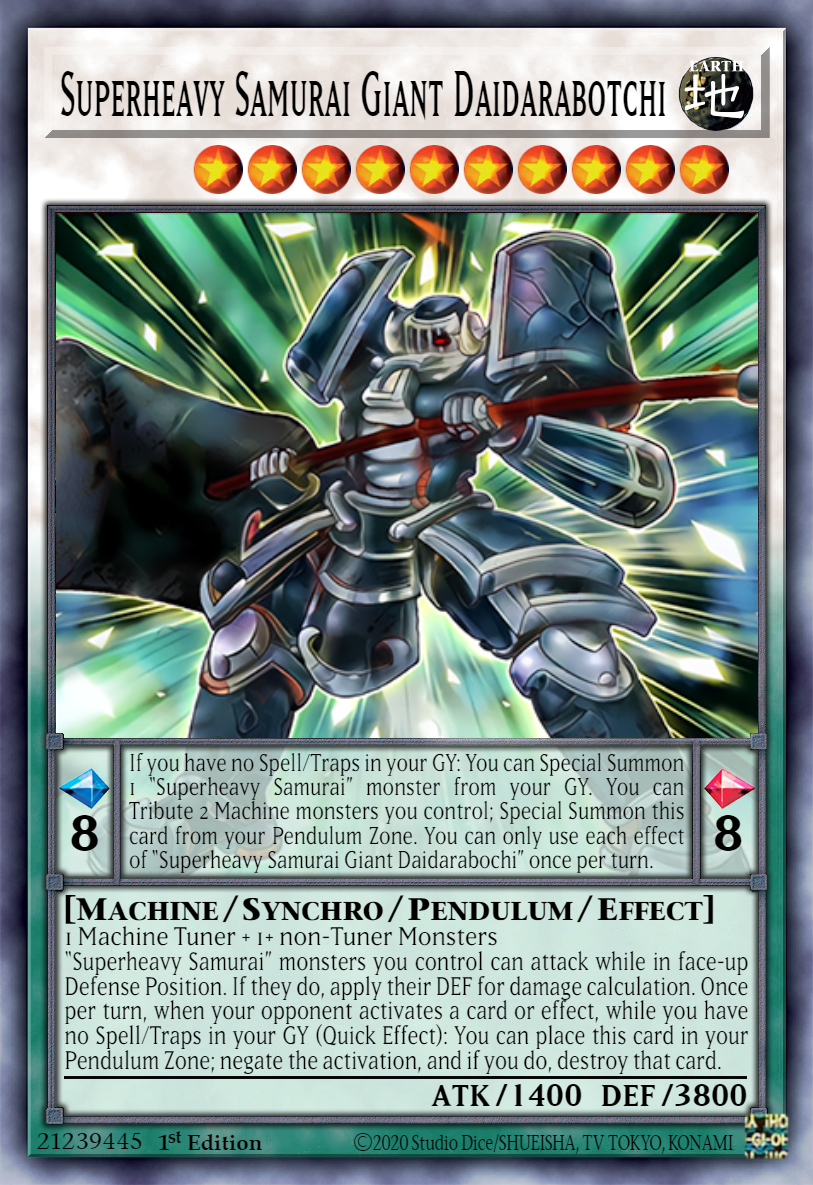 Superheavy Samurai Giant Daidarabotchi
EARTH
地
If you have no Spell/Traps in your GY: You can Special Summon
1 "Superheavy Samurai" monster from your GY. You can
Tribute 2 Machine monsters you control; Special Summon this
card from your Pendulum Zone. You can only use each effect
of "Superheavy Samurai Giant Daidarabochi" once per turn.
8
8
[Machine/Synchro/Pendulum/Effect]
1 Machine Tuner + 1+ non-Tuner Monsters
"Superheavy Samurai" monsters you control can attack while in face-up
Defense Position. If they do, apply their DEF for damage calculation. Once
per turn, when your opponent activates a card or effect, while you have
no Spell/Traps in your GY (Quick Effect): You can place this card in your
Pendulum Zone; negate the activation, and if you do, destroy that card.
ATK/1400 DEF/3800
21239445 1st Edition ©2020 Studio Dice/SHUEISHA, TV TOKYO, KONAMI